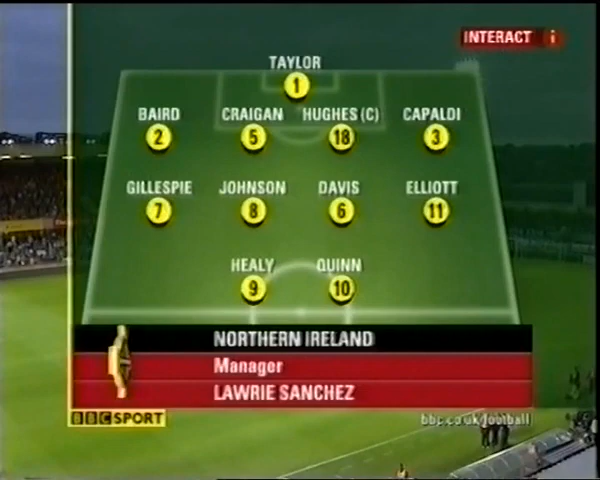 INTERACT i
TAYLOR
1
BAIRD CRAIGAN HUGHES (C) CAPALDI
2 5 18 3
GILLESPIE JOHNSON DAVIS ELLIOTT
7 8 6 11
HEALY QUINN
9 10
NORTHERN IRELAND
Manager
LAWRIE SANCHEZ
BBC SPORT
bbc.co.uk/football